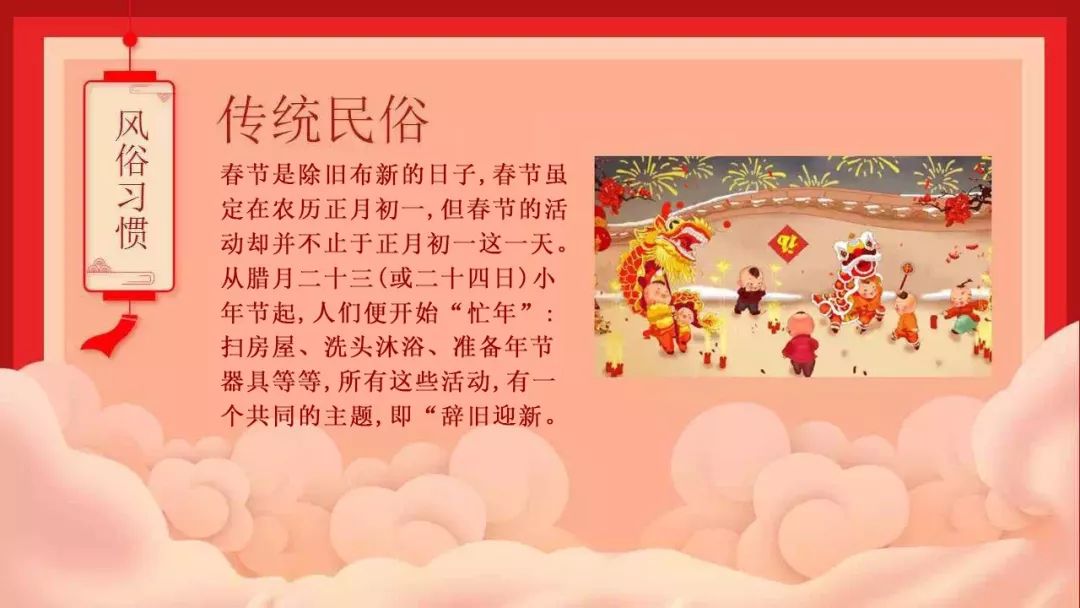 风俗习惯
传统民俗
春节是除旧布新的日子,春节虽
定在农历正月初一,但春节的活
动却并不止于正月初一这一天。
从腊月二十三(或二十四日)小
年节起,人们便开始“忙年”:
扫房屋、洗头沐浴、准备年节
器具等等,所有这些活动,有一
个共同的主题,即“辞旧迎新。
福